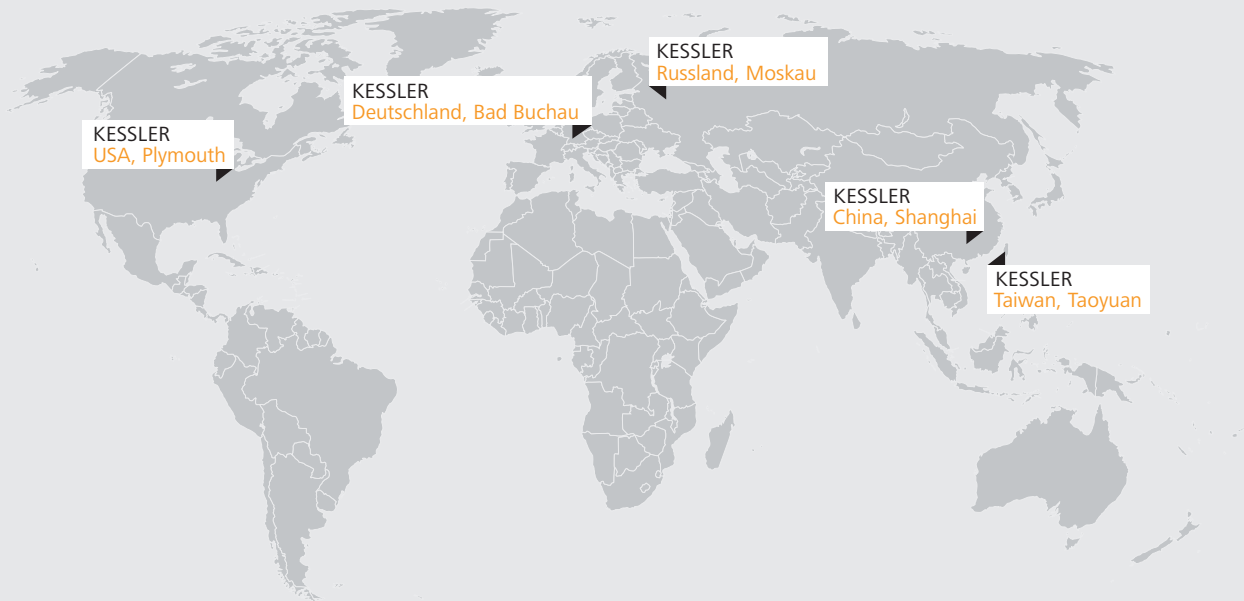 KESSLER
Russland, Moskau
KESSLER
Deutschland, Bad Buchau
KESSLER
USA, Plymouth
KESSLER
China, Shanghai
KESSLER
Taiwan, Taoyuan